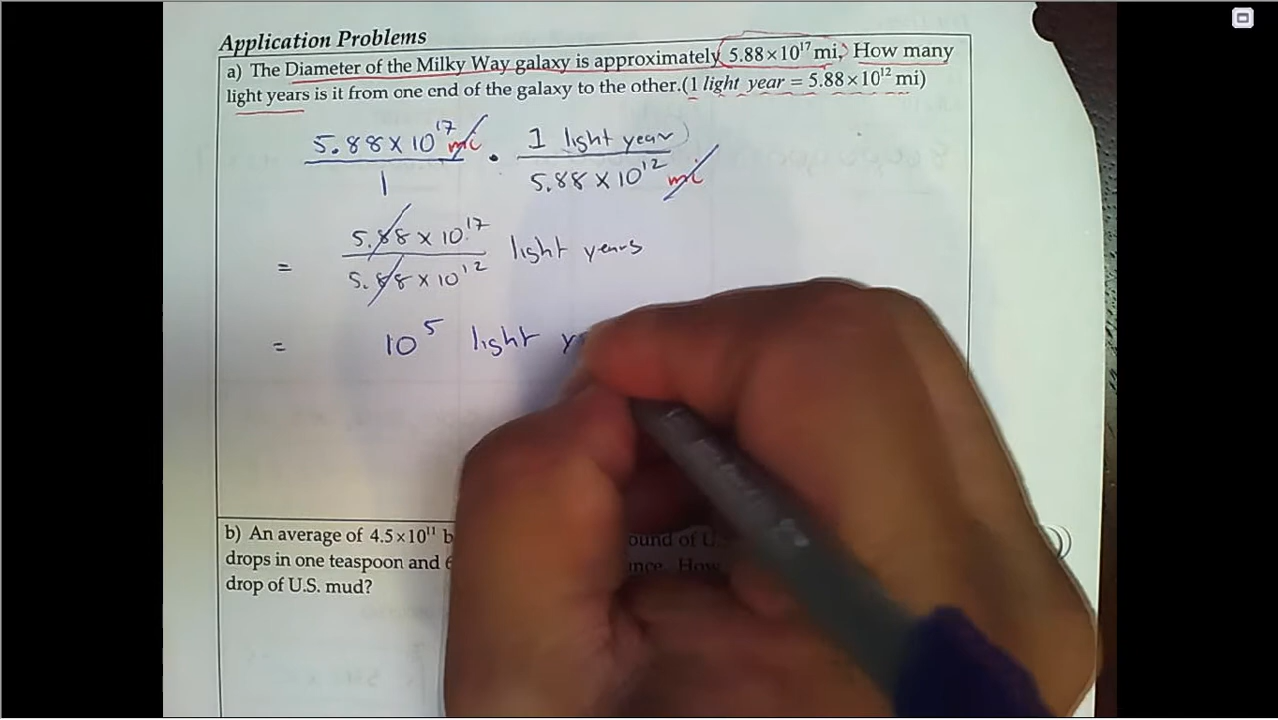 Application Problems
a) The Diameter of the Milky Way galaxy is approximately 5.88×10¹⁷ mi. How many
light years is it from one end of the galaxy to the other.(1 light year = 5.88×10¹² mi)
5.88 × 10¹⁷ mi / 1 • 1 light year / 5.88 × 10¹² mi
= 5.88 × 10¹⁷ / 5.88 × 10¹² light years
= 10⁵ light
b) An average of 4.5×10¹¹ ound of U.
drops in one teaspoon and How
drop of U.S. mud?